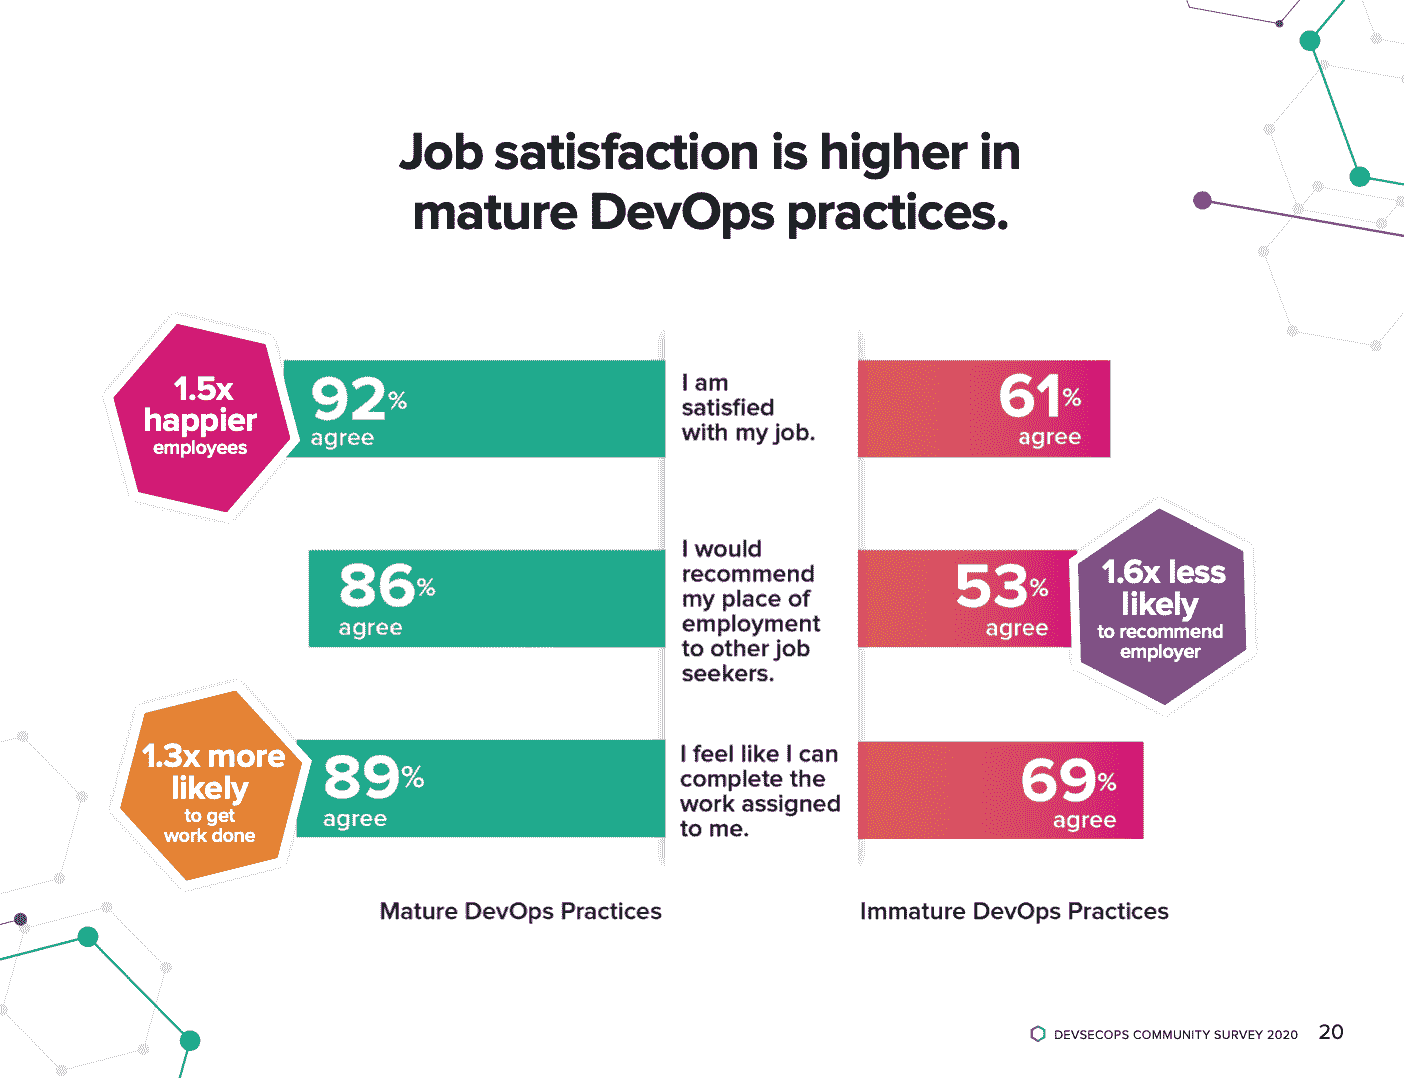 Job satisfaction is higher in
mature DevOps practices.
1.5x
happier
employees
92%
agree
I am
satisfied
with my job.
61%
agree
86%
agree
I would
recommend
my place of
employment
to other job
seekers.
53%
agree
1.6x less
likely
to recommend
employer
1.3x more
likely
to get
work done
89%
agree
I feel like I can
complete the
work assigned
to me.
69%
agree
Mature DevOps Practices
Immature DevOps Practices
DEVSECOPS COMMUNITY SURVEY 2020 20